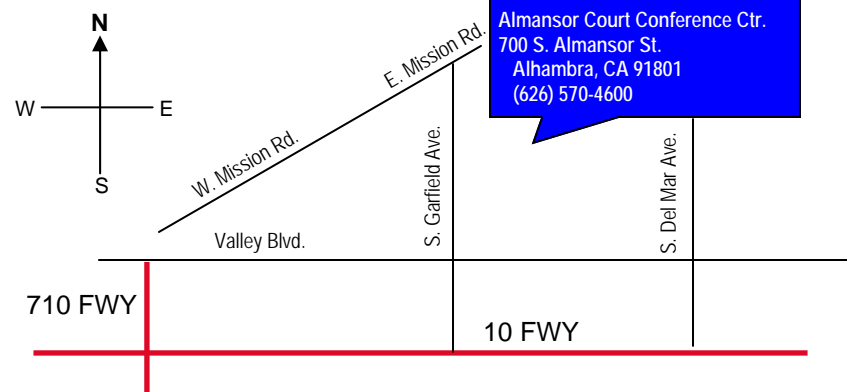 N
Almansor Court Conference Ctr.
700 S. Almansor St.
Alhambra, CA 91801
(626) 570-4600
E. Mission Rd.
W
E
S
W. Mission Rd.
S. Garfield Ave.
S. Del Mar Ave.
Valley Blvd.
710 FWY
10 FWY